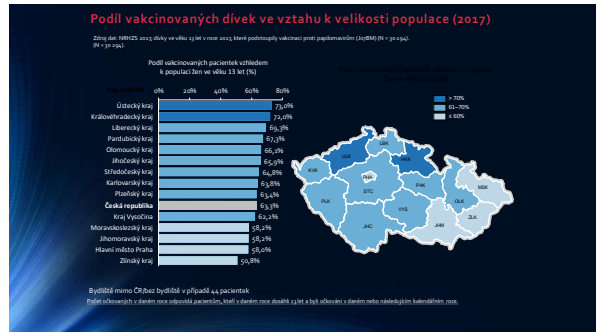 Podíl vakcinovaných dívek ve vztahu k velikosti populace (2017)
Zdroj dat: NRHZS 2017, dívky ve věku 13 let v roce 2017, které podstoupily vakcinaci proti papilomavirům (J07BM) (N = 30 294).
(N = 30 294).
Podíl vakcinovaných pacientek vzhledem
k populaci žen ve věku 13 let (%)
0% 20% 40% 60% 80%
Ústecký kraj 73,0%
Královéhradecký kraj 72,0%
Liberecký kraj 69,3%
Pardubický kraj 67,3%
Olomoucký kraj 66,1%
Jihočeský kraj 65,9%
Středočeský kraj 64,8%
Karlovarský kraj 63,8%
Plzeňský kraj 63,4%
Česká republika 63,3%
Kraj Vysočina 62,2%
Moravskoslezský kraj 58,2%
Jihomoravský kraj 58,2%
Hlavní město Praha 58,0%
Zlínský kraj 50,8%
> 70%
61–70%
≤ 60%
LBK
ULK
HKK
KVK
PHA
STC
PAK
MSK
OLK
PLK
VYS
ZLK
JHC
JHM
Bydliště mimo ČR/bez bydliště v případě 44 pacientek
Počet očkovaných v daném roce odpovídá pacientům, kteří v daném roce dosáhli 13 let a byli očkováni v daném nebo následujícím kalendářním roce.